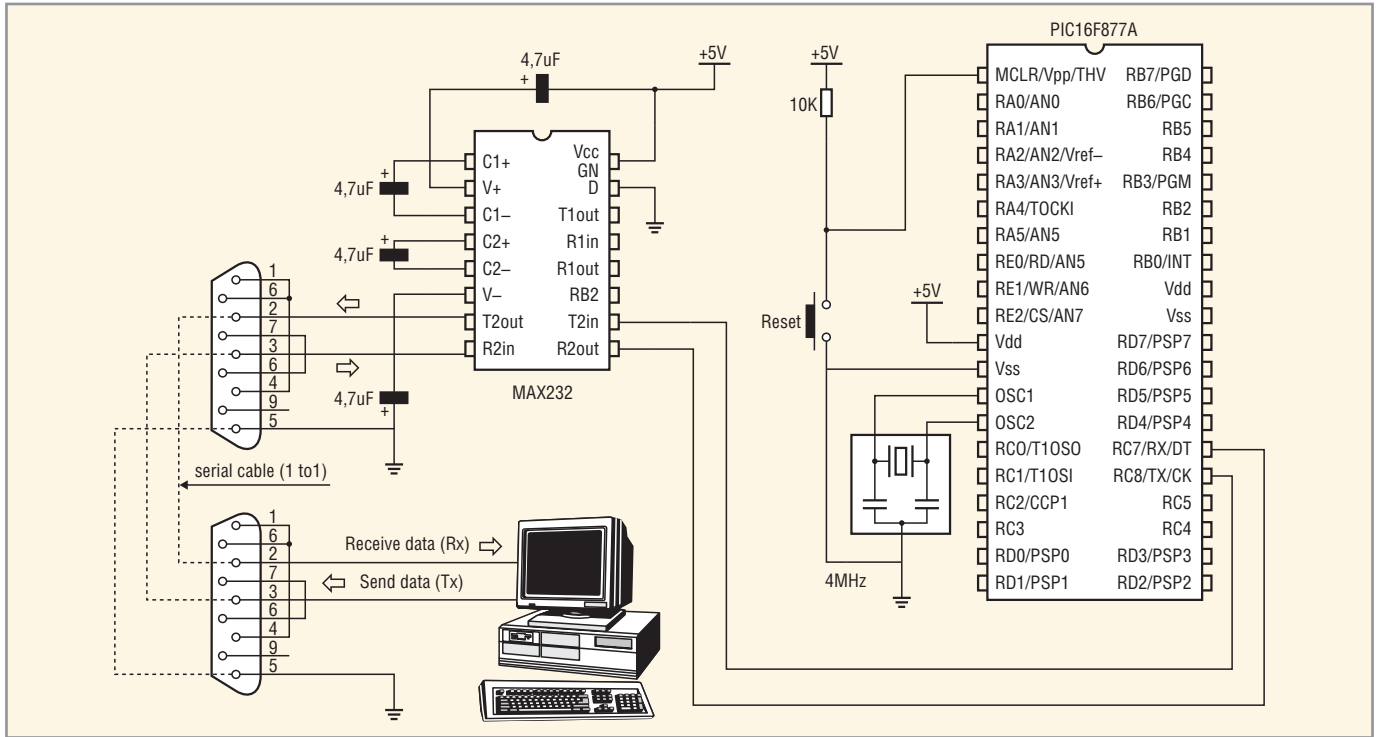 4,7uF
+
+5V
C1+
V+
C1–
C2+
C2–
V–
T2out
R2in
Vcc
GN
D
T1out
R1in
R1out
RB2
T2in
R2out
MAX232
+
4,7uF
+
4,7uF
4,7uF
+
1
6
2
7
3
6
4
9
5
serial cable (1 to1)
1
6
2
7
3
6
4
9
5
Receive data (Rx)
Send data (Tx)
+5V
10K
Reset
+5V
4MHz
PIC16F877A
MCLR/Vpp/THV RB7/PGD
RA0/AN0 RB6/PGC
RA1/AN1 RB5
RA2/AN2/Vref– RB4
RA3/AN3/Vref+ RB3/PGM
RA4/TOCKI RB2
RA5/AN5 RB1
RE0/RD/AN5 RB0/INT
RE1/WR/AN6 Vdd
RE2/CS/AN7 Vss
Vdd RD7/PSP7
Vss RD6/PSP6
OSC1 RD5/PSP5
OSC2 RD4/PSP4
RCO/T1OSO RC7/RX/DT
RC1/T1OSI RC8/TX/CK
RC2/CCP1 RC5
RC3 RC4
RD0/PSP0 RD3/PSP3
RD1/PSP1 RD2/PSP2